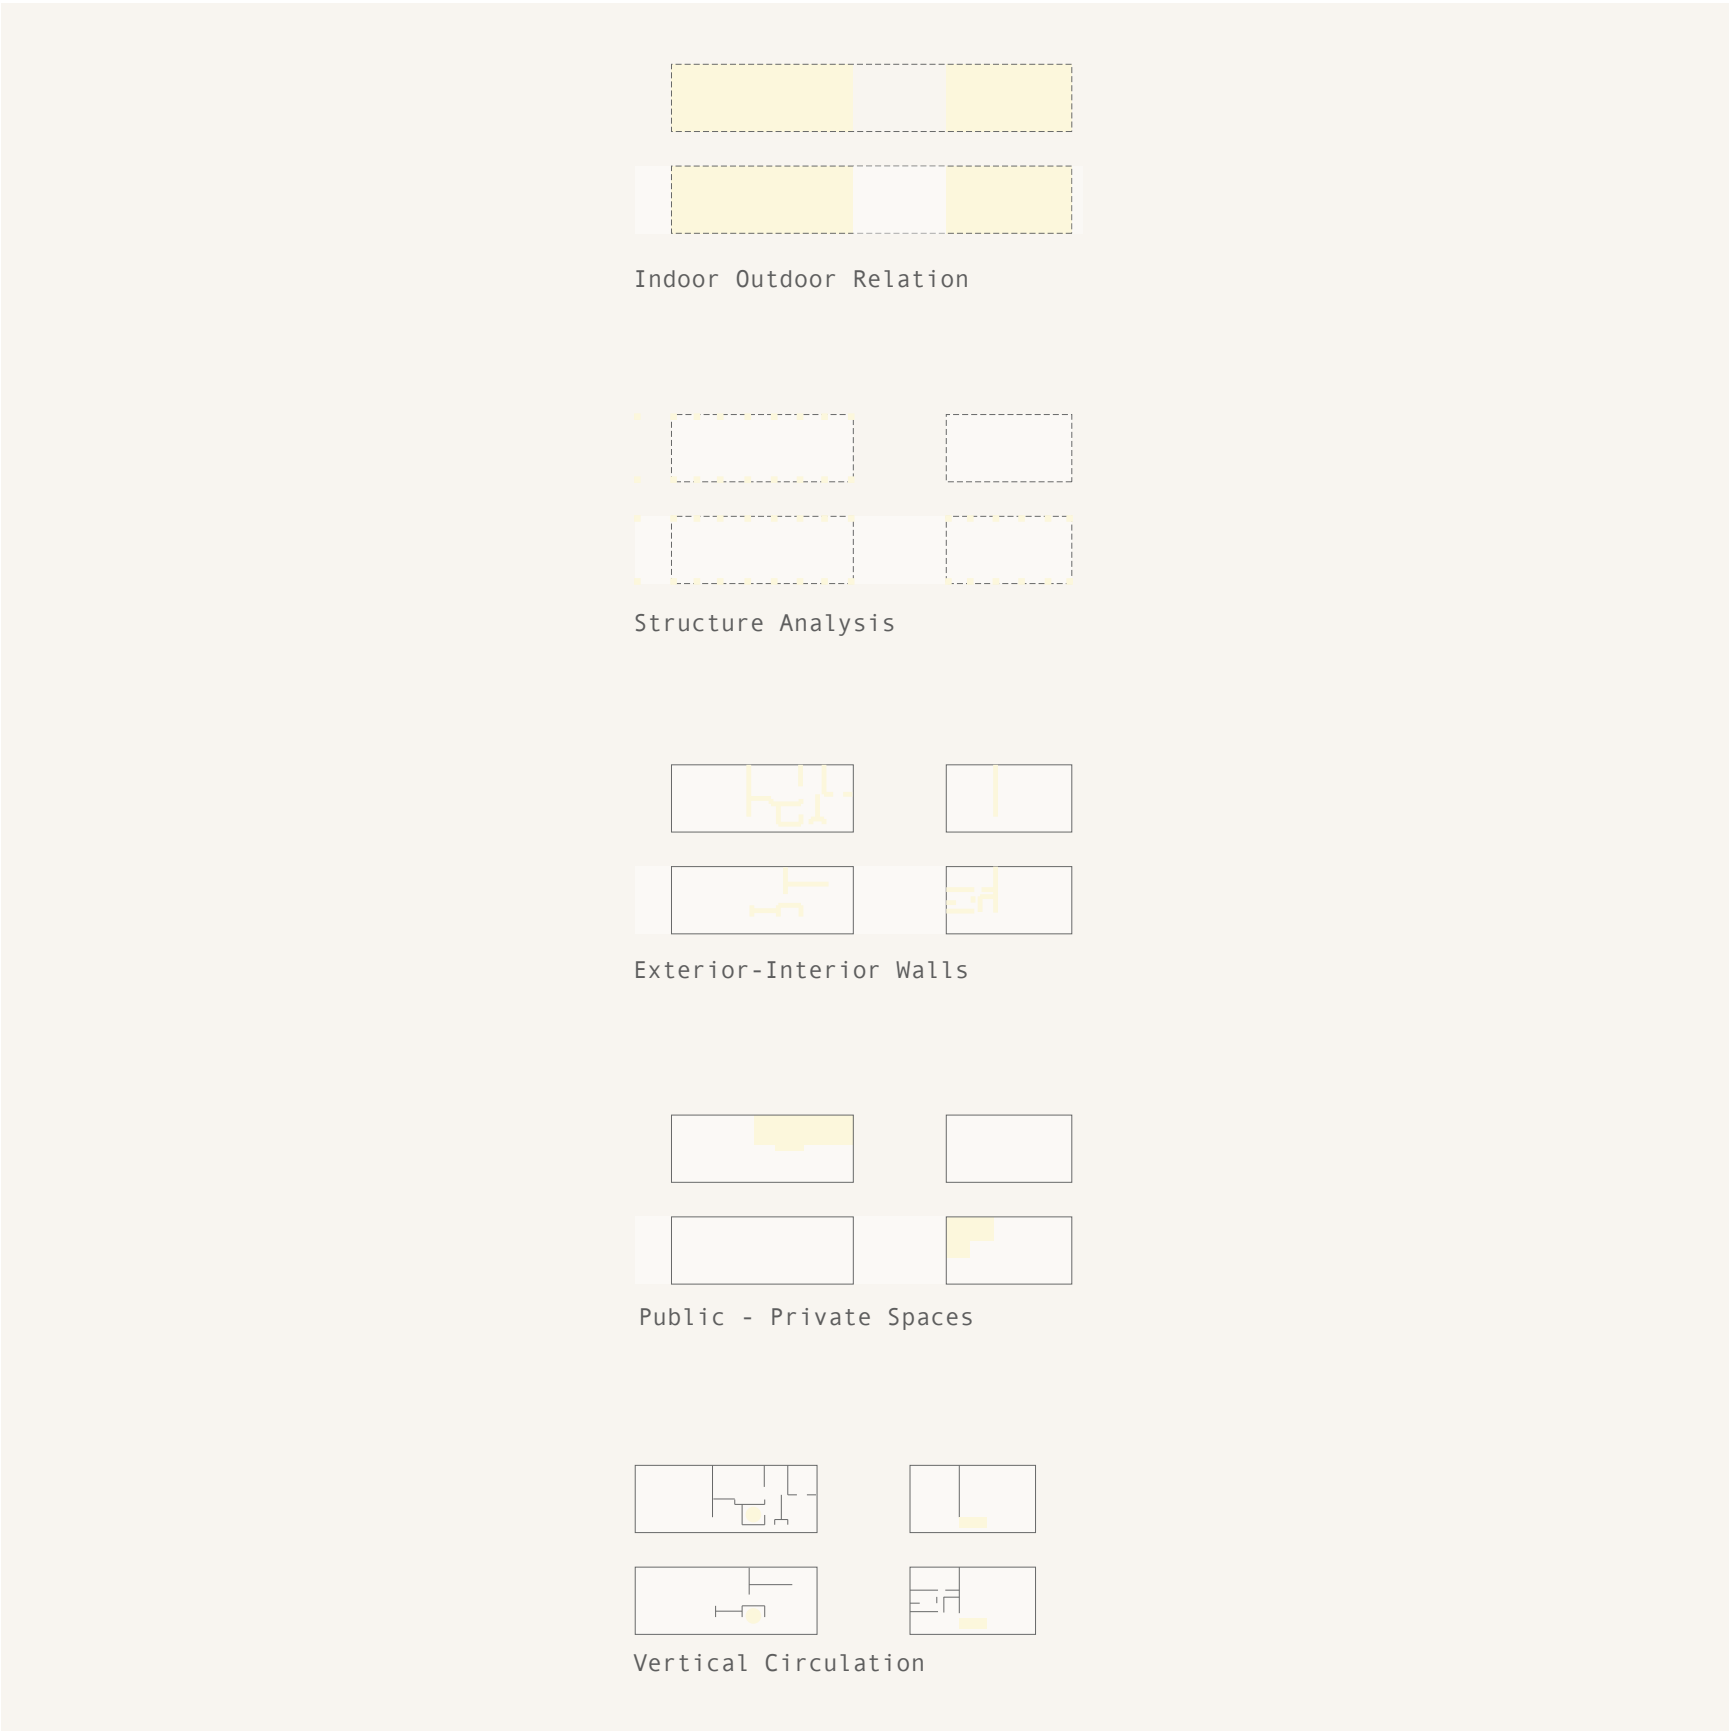 Indoor Outdoor Relation
Structure Analysis
Exterior-Interior Walls
Public - Private Spaces
Vertical Circulation